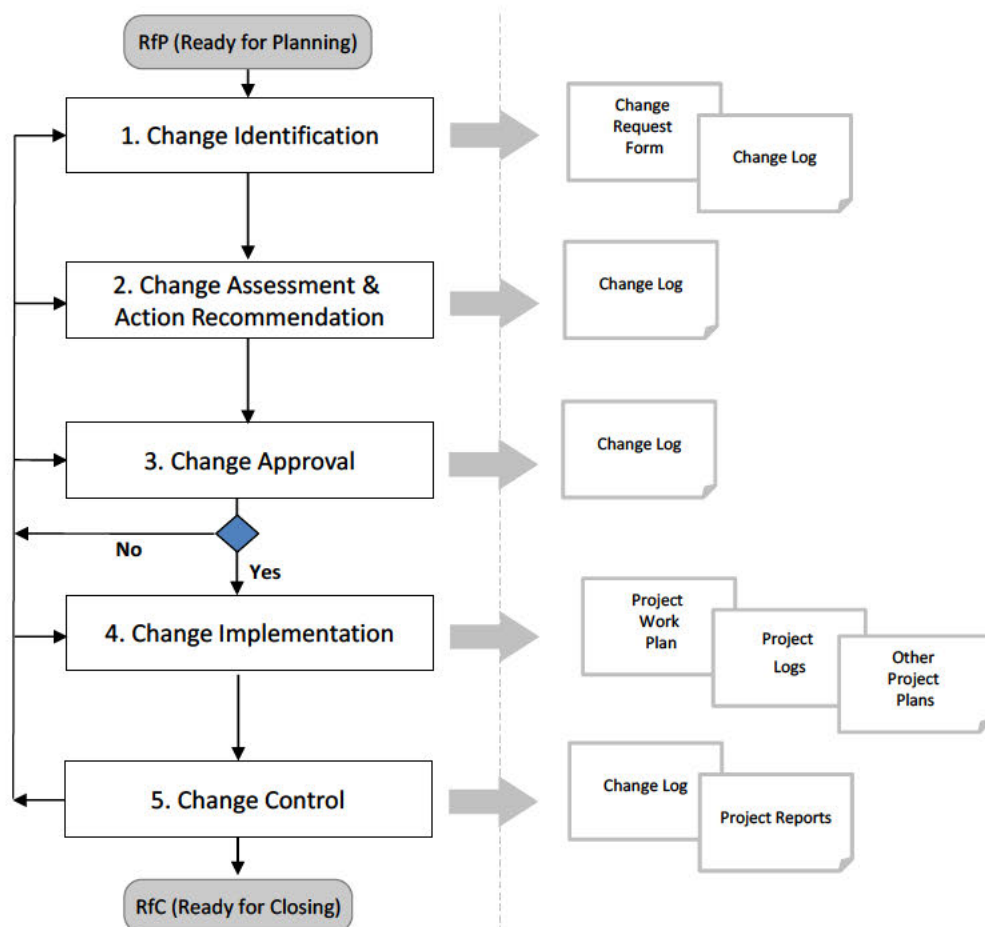 RfP (Ready for Planning)
1. Change Identification
Change
Request
Form
Change Log
2. Change Assessment &
Action Recommendation
Change Log
3. Change Approval
Change Log
No
Yes
4. Change Implementation
Project
Work
Plan
Project
Logs
Other
Project
Plans
5. Change Control
Change Log
Project Reports
RfC (Ready for Closing)